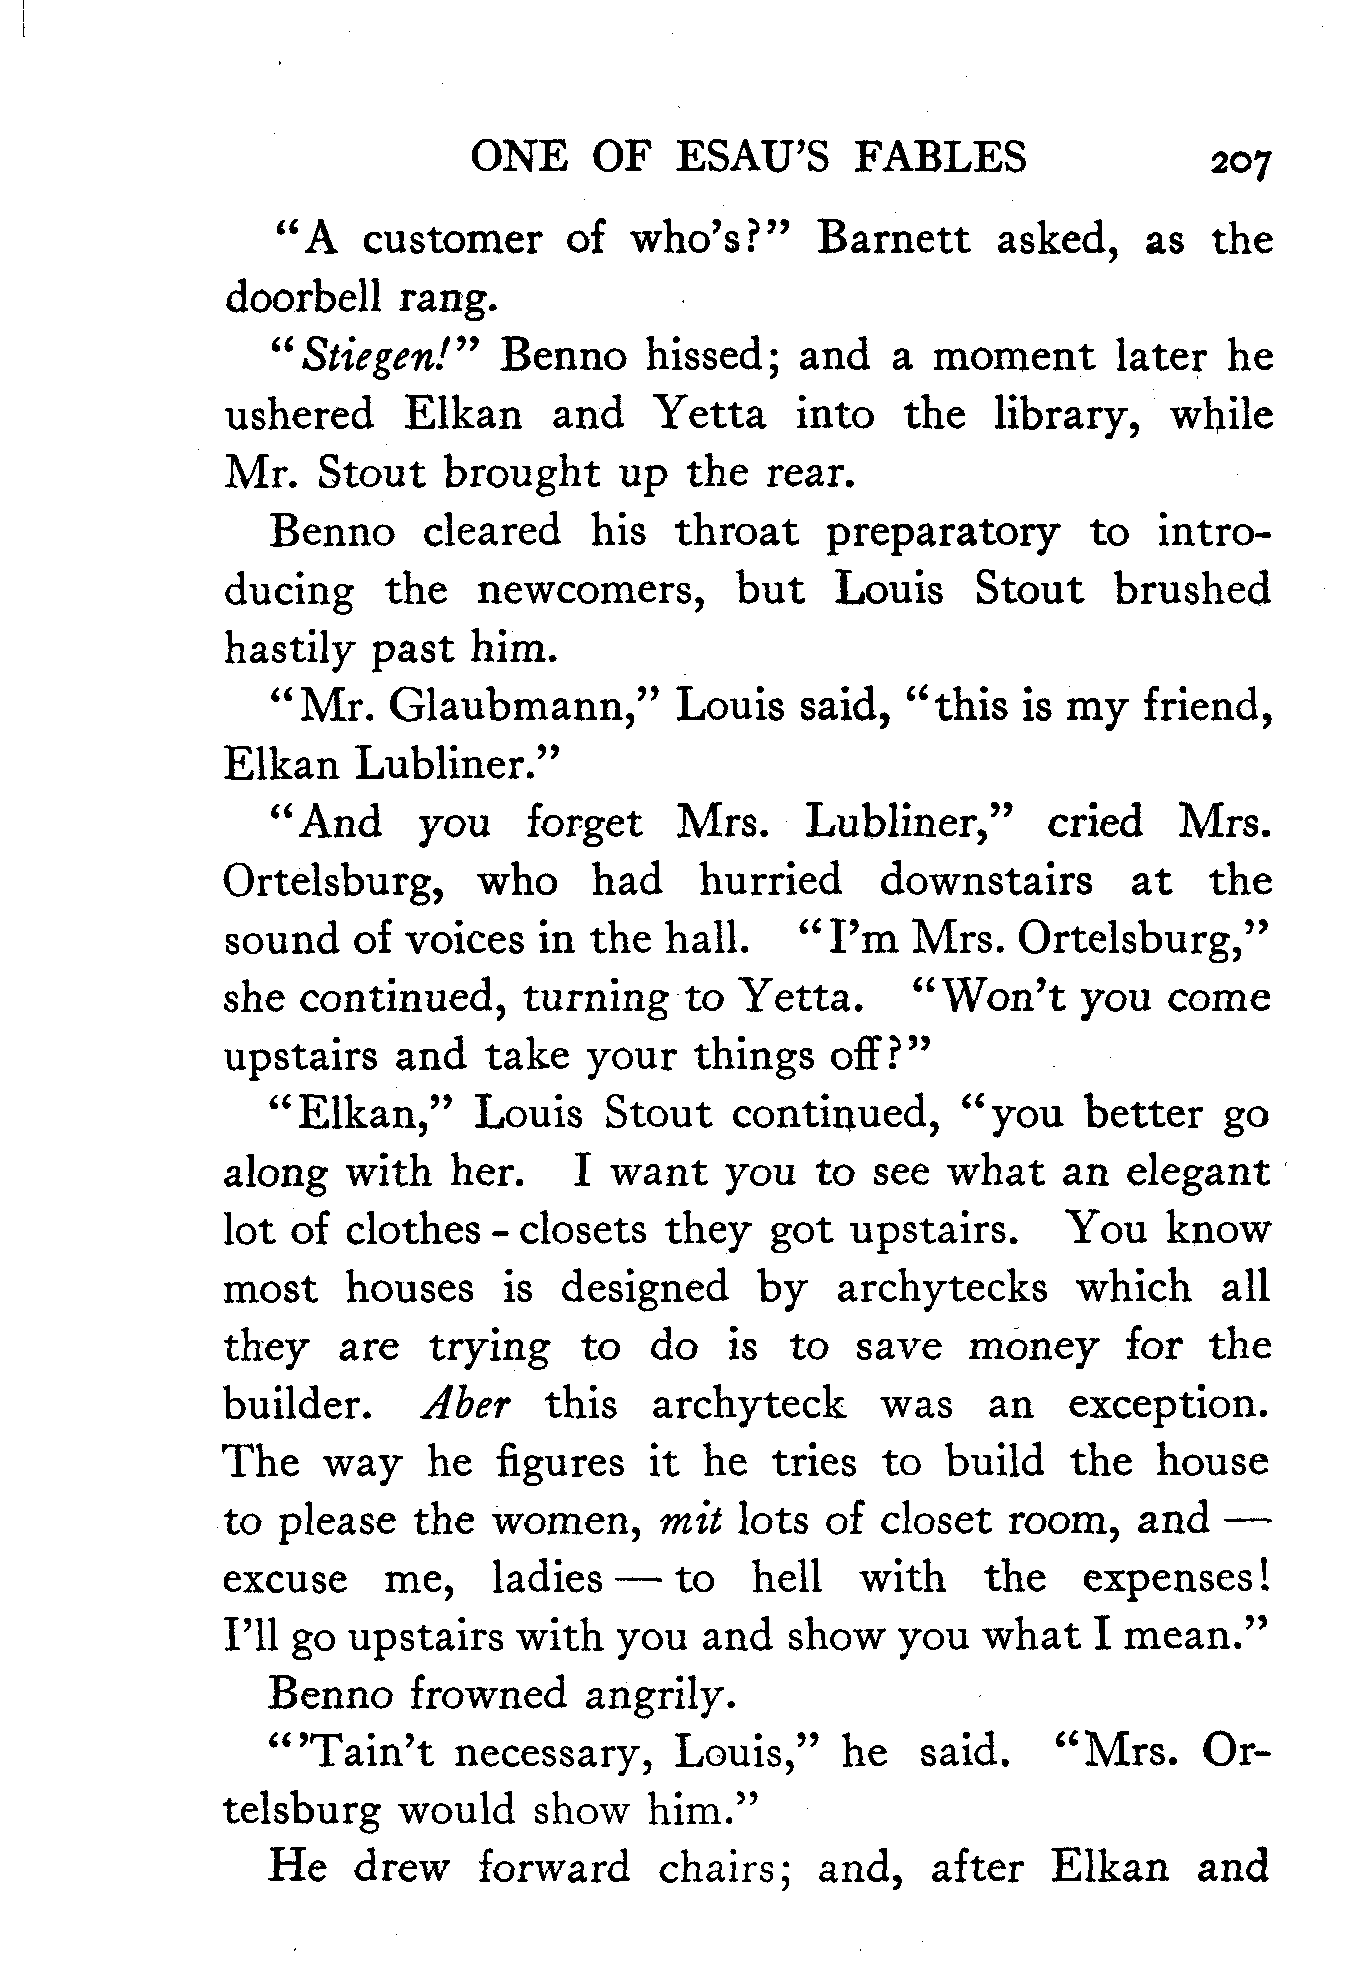 ONE OF ESAU'S FABLES 207
"A customer of who's?" Barnett asked, as the
doorbell rang.
"Stiegen!" Benno hissed; and a moment later he
ushered Elkan and Yetta into the library, while
Mr. Stout brought up the rear.
Benno cleared his throat preparatory to intro-
ducing the newcomers, but Louis Stout brushed
hastily past him.
"Mr. Glaubmann," Louis said, "this is my friend,
Elkan Lubliner."
"And you forget Mrs. Lubliner," cried Mrs.
Ortelsburg, who had hurried downstairs at the
sound of voices in the hall. "I'm Mrs. Ortelsburg,"
she continued, turning to Yetta. "Won't you come
upstairs and take your things off?"
"Elkan," Louis Stout continued, "you better go
along with her. I want you to see what an elegant
lot of clothes-closets they got upstairs. You know
most houses is designed by archytecks which all
they are trying to do is to save money for the
builder. Aber this archyteck was an exception.
The way he figures it he tries to build the house
to please the women, mit lots of closet room, and —
excuse me, ladies — to hell with the expenses!
I'll go upstairs with you and show you what I mean."
Benno frowned angrily.
"'Tain't necessary, Louis," he said. "Mrs. Or-
telsburg would show him."
He drew forward chairs; and, after Elkan and